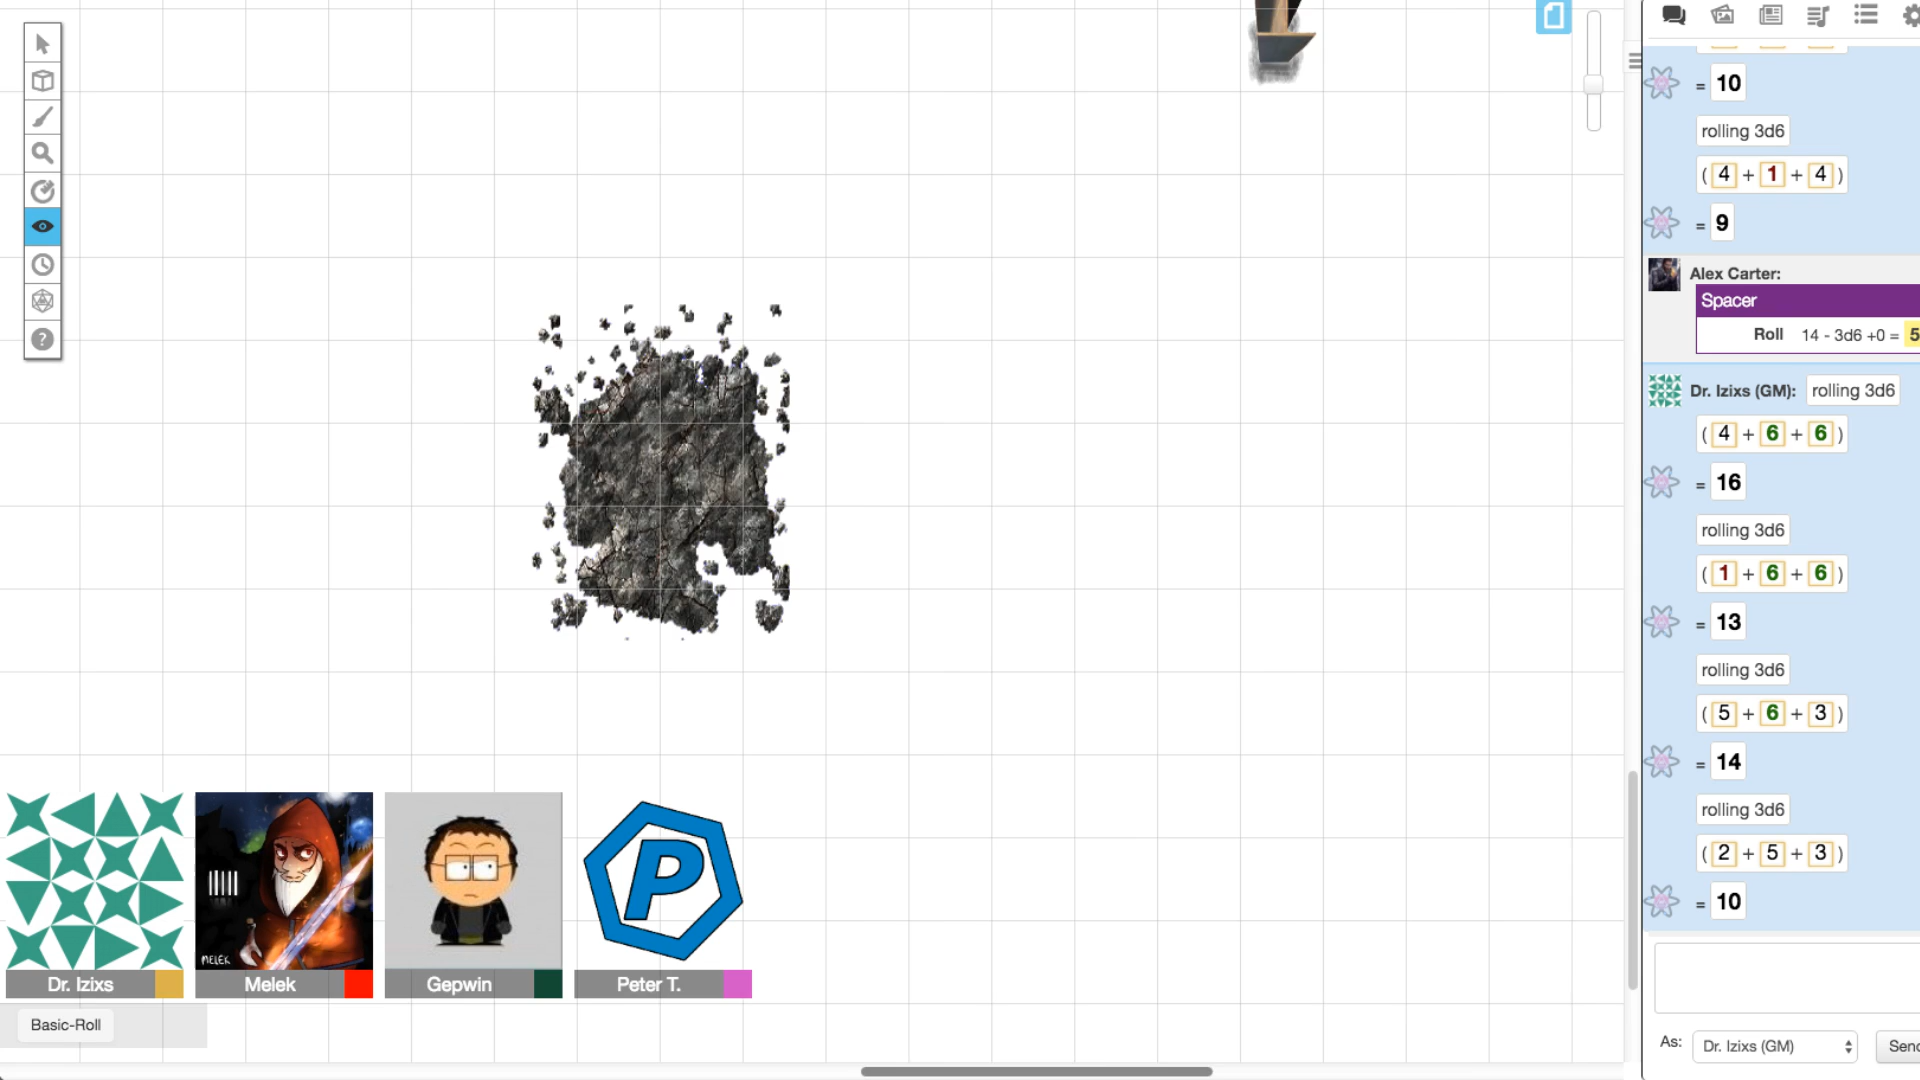 = 10
rolling 3d6
( 4 + 1 + 4 )
= 9
Alex Carter:
Spacer
Roll 14 - 3d6 +0 = 5
Dr. Izixs (GM): rolling 3d6
( 4 + 6 + 6 )
= 16
rolling 3d6
( 1 + 6 + 6 )
= 13
rolling 3d6
( 5 + 6 + 3 )
= 14
rolling 3d6
( 2 + 5 + 3 )
= 10
As: Dr. Izixs (GM) Send
?
MELEK
P
Dr. Izixs Melek Gepwin Peter T.
Basic-Roll